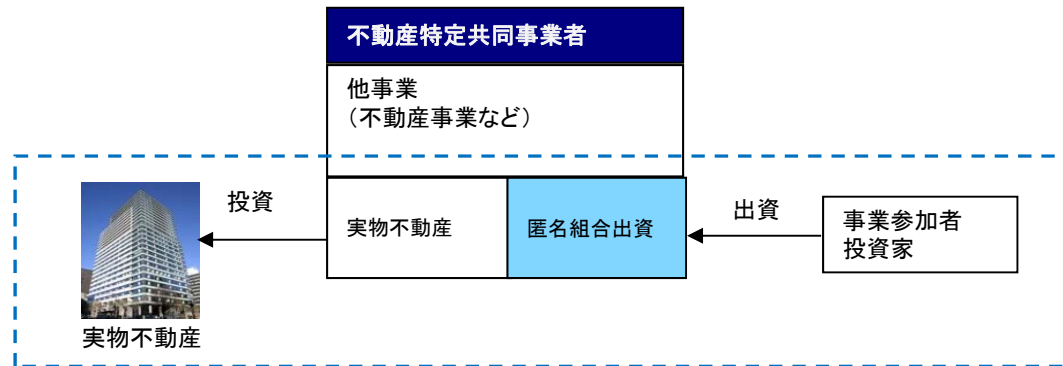 不動産特定共同事業者
他事業
（不動産事業など）
投資
実物不動産
匿名組合出資
出資
事業参加者
投資家
実物不動産